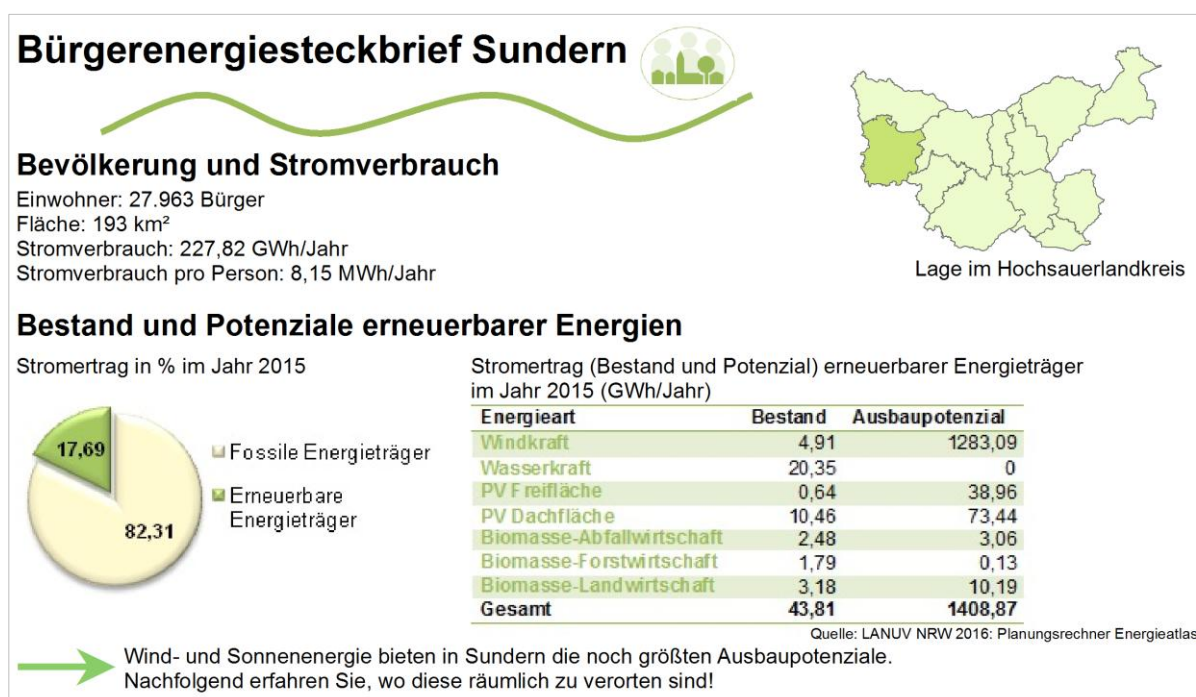 Bürgerenergiesteckbrief Sundern
Bevölkerung und Stromverbrauch
Einwohner: 27.963 Bürger
Fläche: 193 km²
Stromverbrauch: 227,82 GWh/Jahr
Stromverbrauch pro Person: 8,15 MWh/Jahr
Lage im Hochsauerlandkreis
Bestand und Potenziale erneuerbarer Energien
Stromertrag in % im Jahr 2015
17,69
82,31
Fossile Energieträger
Erneuerbare
Energieträger
Stromertrag (Bestand und Potenzial) erneuerbarer Energieträger
im Jahr 2015 (GWh/Jahr)
Energieart Bestand Ausbaupotenzial
Windkraft 4,91 1283,09
Wasserkraft 20,35 0
PV Freifläche 0,64 38,96
PV Dachfläche 10,46 73,44
Biomasse-Abfallwirtschaft 2,48 3,06
Biomasse-Forstwirtschaft 1,79 0,13
Biomasse-Landwirtschaft 3,18 10,19
Gesamt 43,81 1408,87
Quelle: LANUV NRW 2016: Planungsrechner Energieatlas
Wind- und Sonnenenergie bieten in Sundern die noch größten Ausbaupotenziale.
Nachfolgend erfahren Sie, wo diese räumlich zu verorten sind!